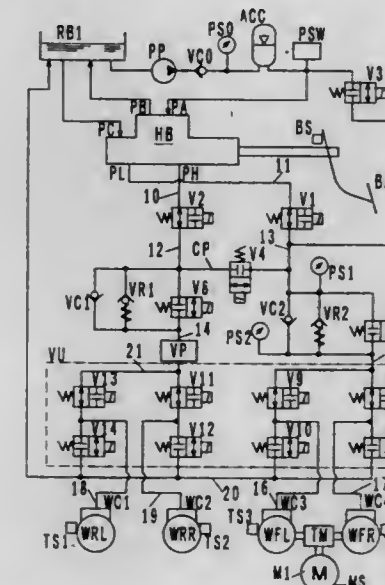 ACC
PS0
PSW
RB1
PP
VC0
V3
PB PA
PC
HB
BS
B
PL PH
11
10
V2
V1
12
13
CP
V4
PS1
VC1
VR1
V6
VC2
VR2
PS2
14
VP
VU
21
V13
V11
V9
V14
V12
V10
20
18
WC1
19
WC2
16
WC3
17
WC
TS1
WRL
WRR
TS2
TS3
WFL
TM
WFR
M1
M
MS